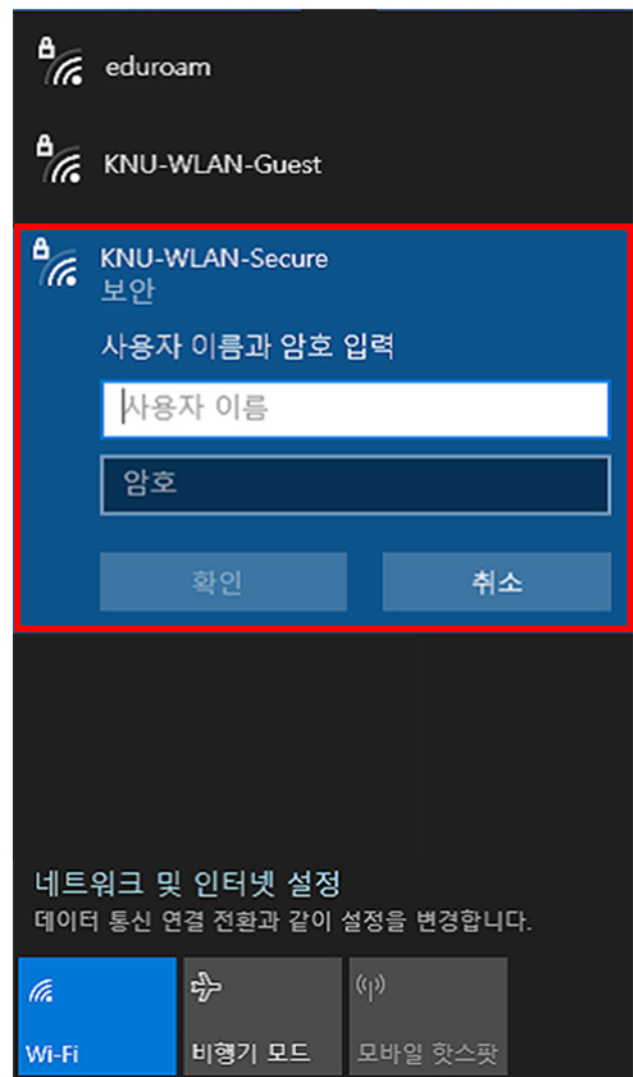 eduroam
KNU-WLAN-Guest
KNU-WLAN-Secure
보안
사용자 이름과 암호 입력
사용자 이름
암호
확인
취소
네트워크 및 인터넷 설정
데이터 통신 연결 전환과 같이 설정을 변경합니다.
Wi-Fi
비행기 모드
모바일 핫스팟